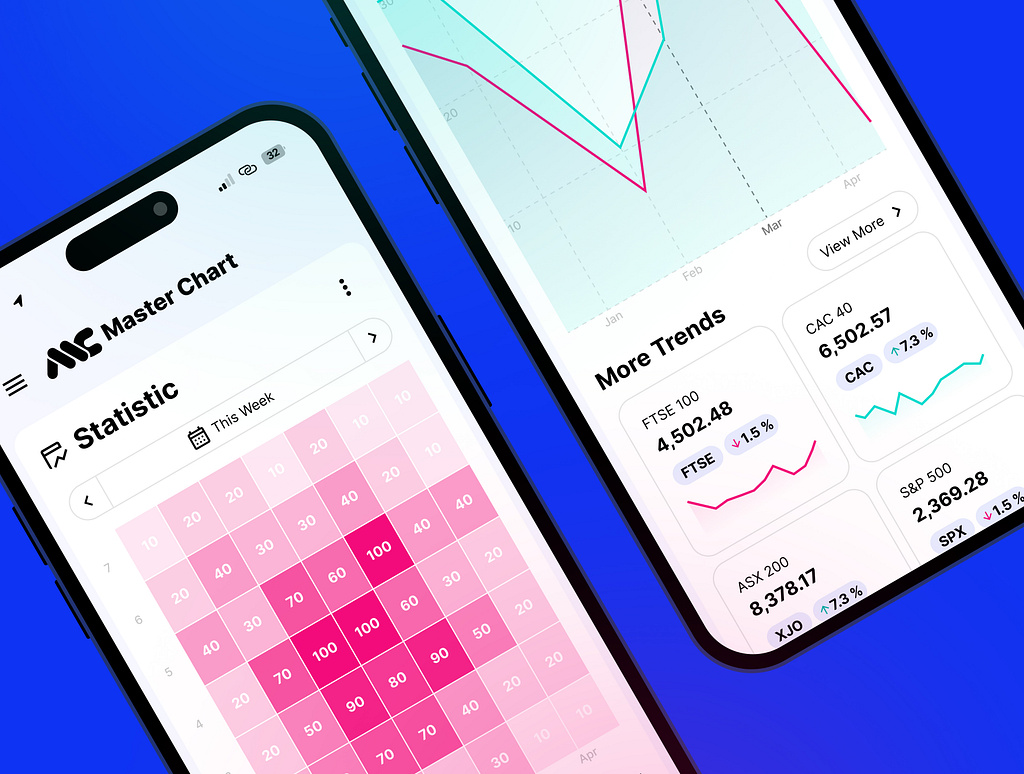 32
Master Chart
Statistic
This Week
7 10 20 20 10 20 10 10
6 20 40 30 30 40 20 10
5 40 30 70 60 100 40 40
4 20 70 100 100 60 30 20
20 50 90 80 90 50 20
70 70 40 20 20
30 10 10
Apr
30
20
10
Jan Feb Mar Apr
More Trends
View More
FTSE 100
4,502.48
FTSE 1.5 %
CAC 40
6,502.57
CAC 7.3 %
ASX 200
8,378.17
XJO 7.3 %
S&P 500
2,369.28
SPX 1.5 %